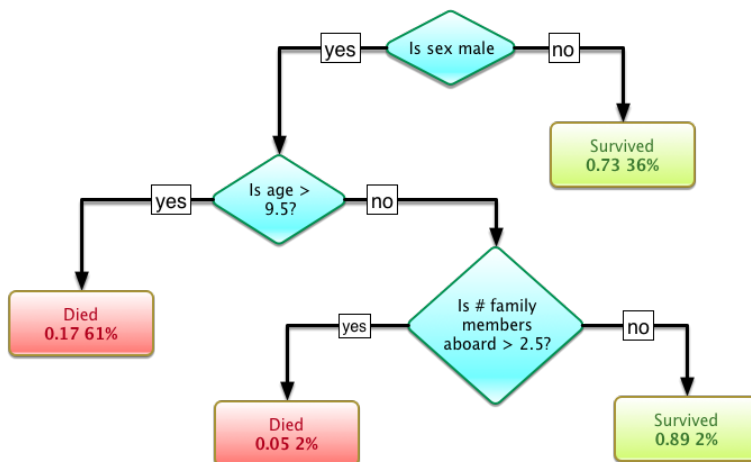 yes
Is sex male
no
Survived
0.73 36%
yes
Is age >
9.5?
no
Died
0.17 61%
yes
Is # family
members
aboard > 2.5?
no
Died
0.05 2%
Survived
0.89 2%